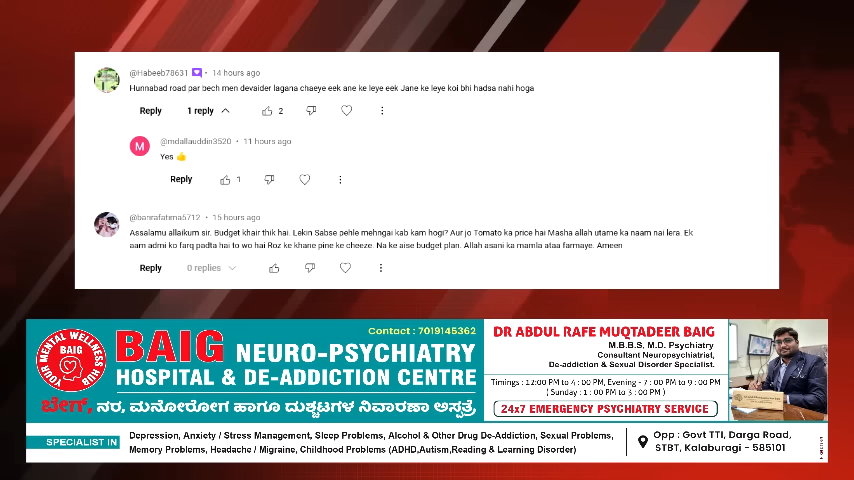 @Habeeb78631 • 14 hours ago
Hunnabad road par bech men devaider lagana chaeye eek ane ke leye eek Jane ke leye koi bhi hadsa nahi hoga
Reply 1 reply 2
M @mdallauddin3520 • 11 hours ago
Yes 👍
Reply 1
@banrafatima5712 • 15 hours ago
Assalamu allaikum sir. Budget khair thik hai. Lekin Sabse pehle mehngai kab kam hogi? Aur jo Tomato ka price hai Masha allah utarne ka naam nai lera. Ek
aam admi ko farq padta hai to wo hai Roz ke khane pine ke cheeze. Na ke aise budget plan. Allah asani ka mamla ataa farmaye. Ameen
Reply 0 replies
YOUR MENTAL WELLNESS HUB
BAIG
Contact : 7019145362
BAIG NEURO-PSYCHIATRY
HOSPITAL & DE-ADDICTION CENTRE
ಬೇಗ್, ನರ, ಮನೋರೋಗ ಹಾಗೂ ದುಶ್ಚಟಗಳ ನಿವಾರಣಾ ಆಸ್ಪತ್ರೆ
DR ABDUL RAFE MUQTADEER BAIG
M.B.B.S, M.D. Psychiatry
Consultant Neuropsychiatrist,
De-addiction & Sexual Disorder Specialist.
Timings : 12:00 PM to 4 : 00 PM, Evening - 7 : 00 PM to 9 : 00 PM
( Sunday : 1 : 00 PM to 3 : 00 PM )
24x7 EMERGENCY PSYCHIATRY SERVICE
SPECIALIST IN
Depression, Anxiety / Stress Management, Sleep Problems, Alcohol & Other Drug De-Addiction, Sexual Problems,
Memory Problems, Headache / Migraine, Childhood Problems (ADHD,Autism,Reading & Learning Disorder)
Opp : Govt TTI, Darga Road,
STBT, Kalaburagi - 585101